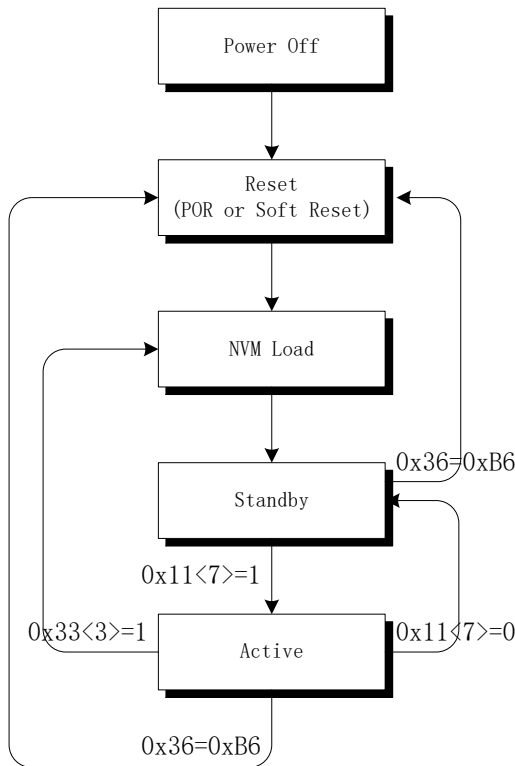 Power Off
Reset
(POR or Soft Reset)
NVM Load
0x36=0xB6
Standby
0x11<7>=1
0x33<3>=1
Active
0x11<7>=0
0x36=0xB6